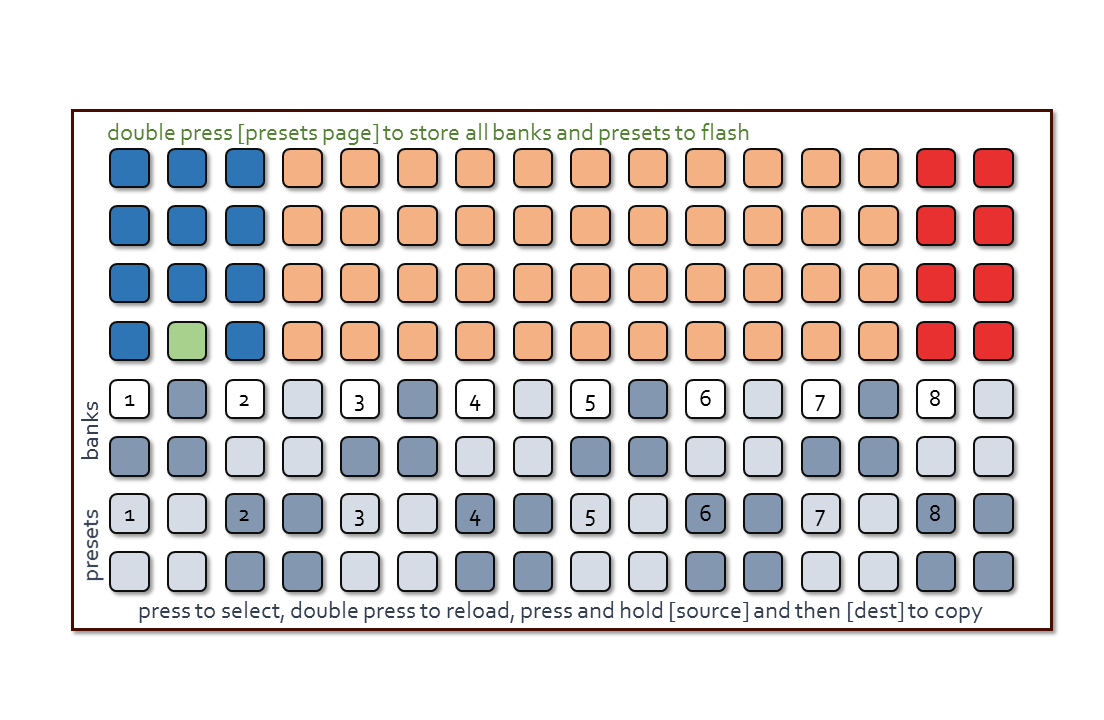 double press [presets page] to store all banks and presets to flash
banks
1 2 3 4 5 6 7 8
presets
1 2 3 4 5 6 7 8
press to select, double press to reload, press and hold [source] and then [dest] to copy